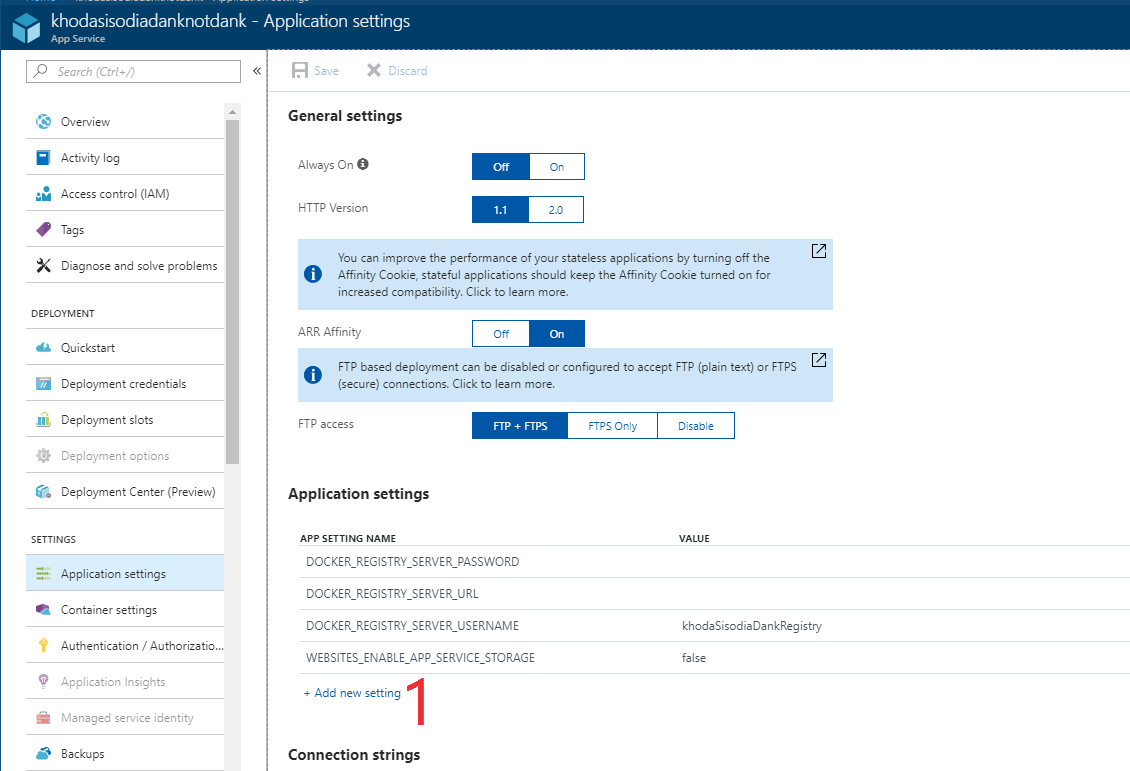 khodasisodiadanknotdank - Application settings
App Service
Search (Ctrl+/)
«
Overview
Activity log
Access control (IAM)
Tags
Diagnose and solve problems
DEPLOYMENT
Quickstart
Deployment credentials
Deployment slots
Deployment options
Deployment Center (Preview)
SETTINGS
Application settings
Container settings
Authentication / Authorizatio...
Application Insights
Managed service identity
Backups
Save Discard
General settings
Always On Off On
HTTP Version 1.1 2.0
You can improve the performance of your stateless applications by turning off the
Affinity Cookie, stateful applications should keep the Affinity Cookie turned on for
increased compatibility. Click to learn more.
ARR Affinity Off On
FTP based deployment can be disabled or configured to accept FTP (plain text) or FTPS
(secure) connections. Click to learn more.
FTP access FTP + FTPS FTPS Only Disable
Application settings
APP SETTING NAME VALUE
DOCKER_REGISTRY_SERVER_PASSWORD
DOCKER_REGISTRY_SERVER_URL
DOCKER_REGISTRY_SERVER_USERNAME khodaSisodiaDankRegistry
WEBSITES_ENABLE_APP_SERVICE_STORAGE false
+ Add new setting 1
Connection strings